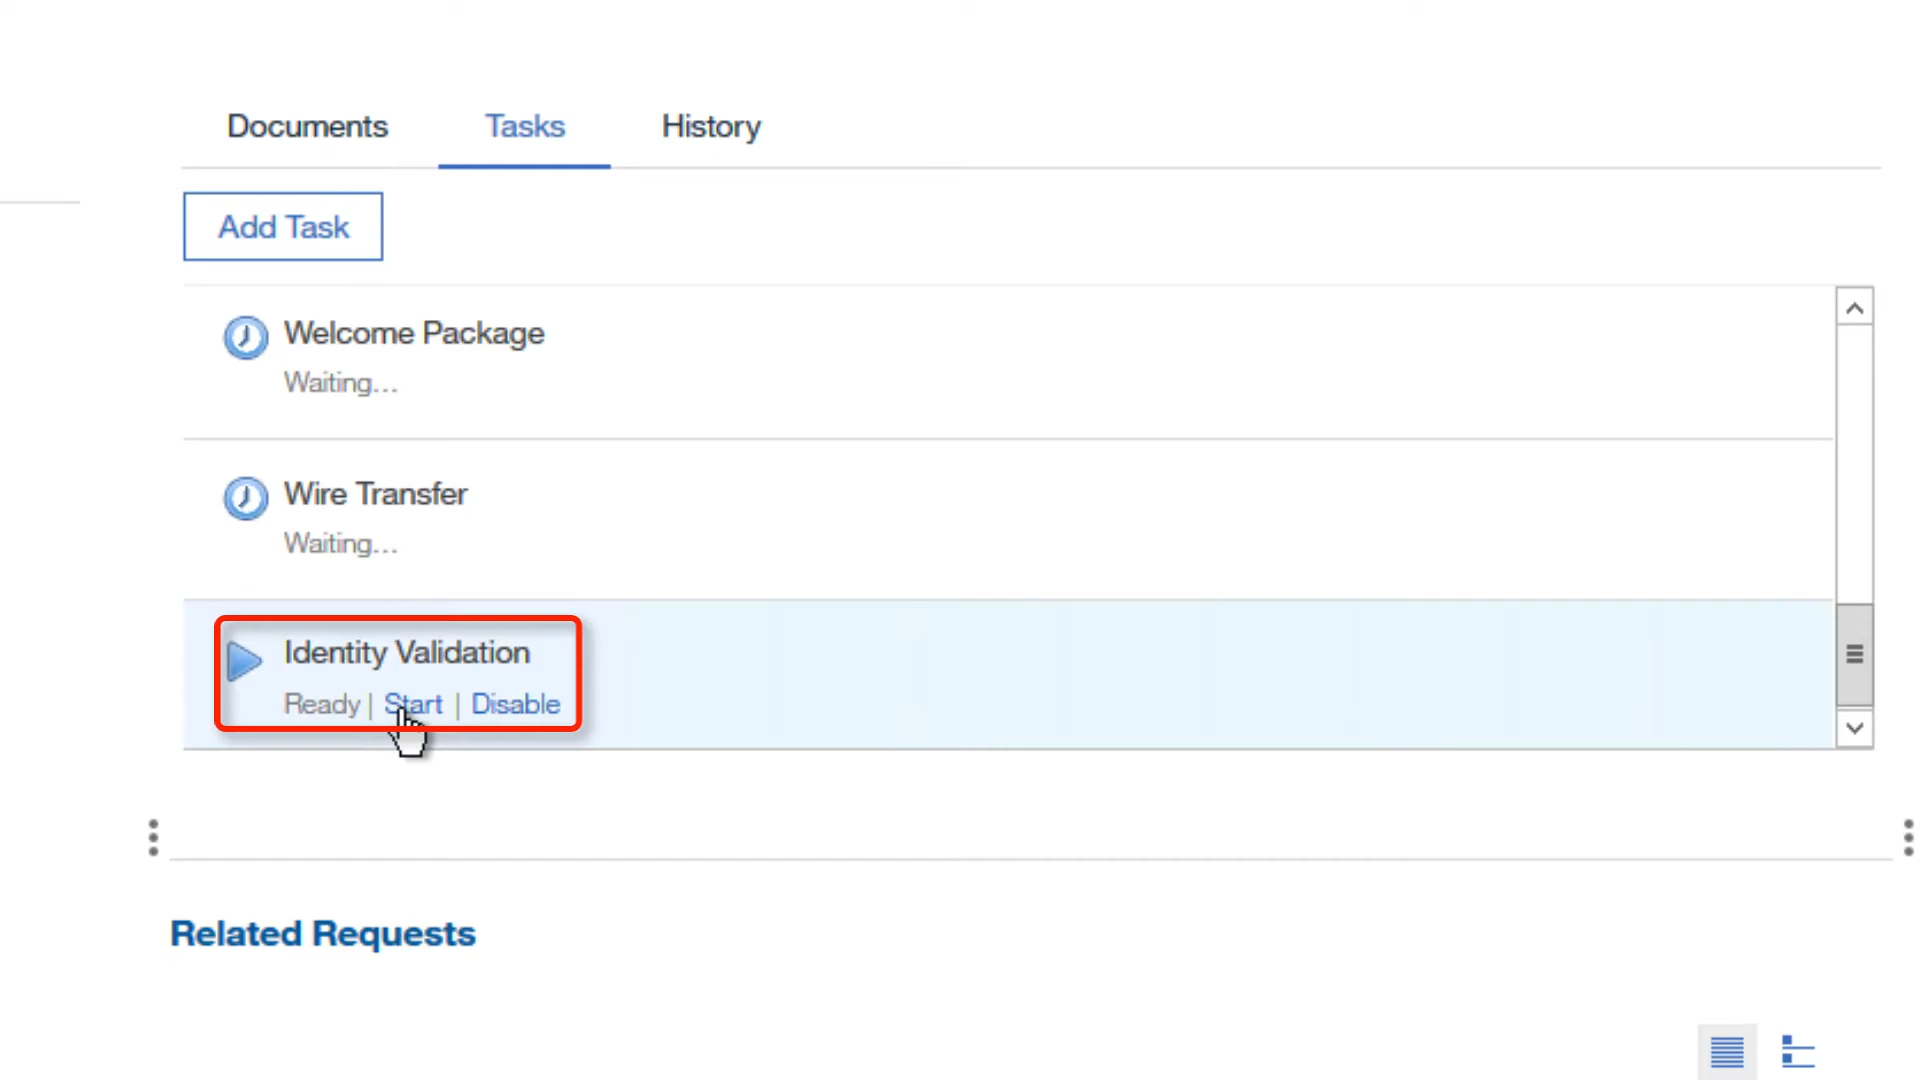 Documents Tasks History
Add Task
Welcome Package
Waiting...
Wire Transfer
Waiting...
Identity Validation
Ready | Start | Disable
Related Requests